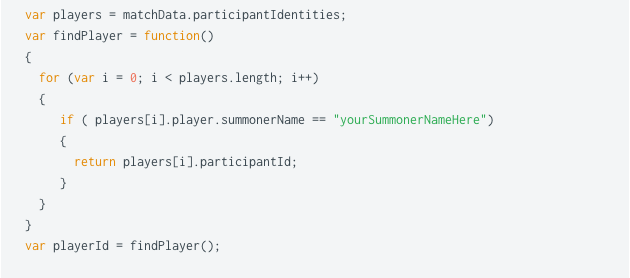 var players = matchData.participantIdentities;
var findPlayer = function()
{
  for (var i = 0; i < players.length; i++)
  {
     if ( players[i].player.summonerName == "yourSummonerNameHere")
     {
       return players[i].participantId;
     }
  }
}
var playerId = findPlayer();